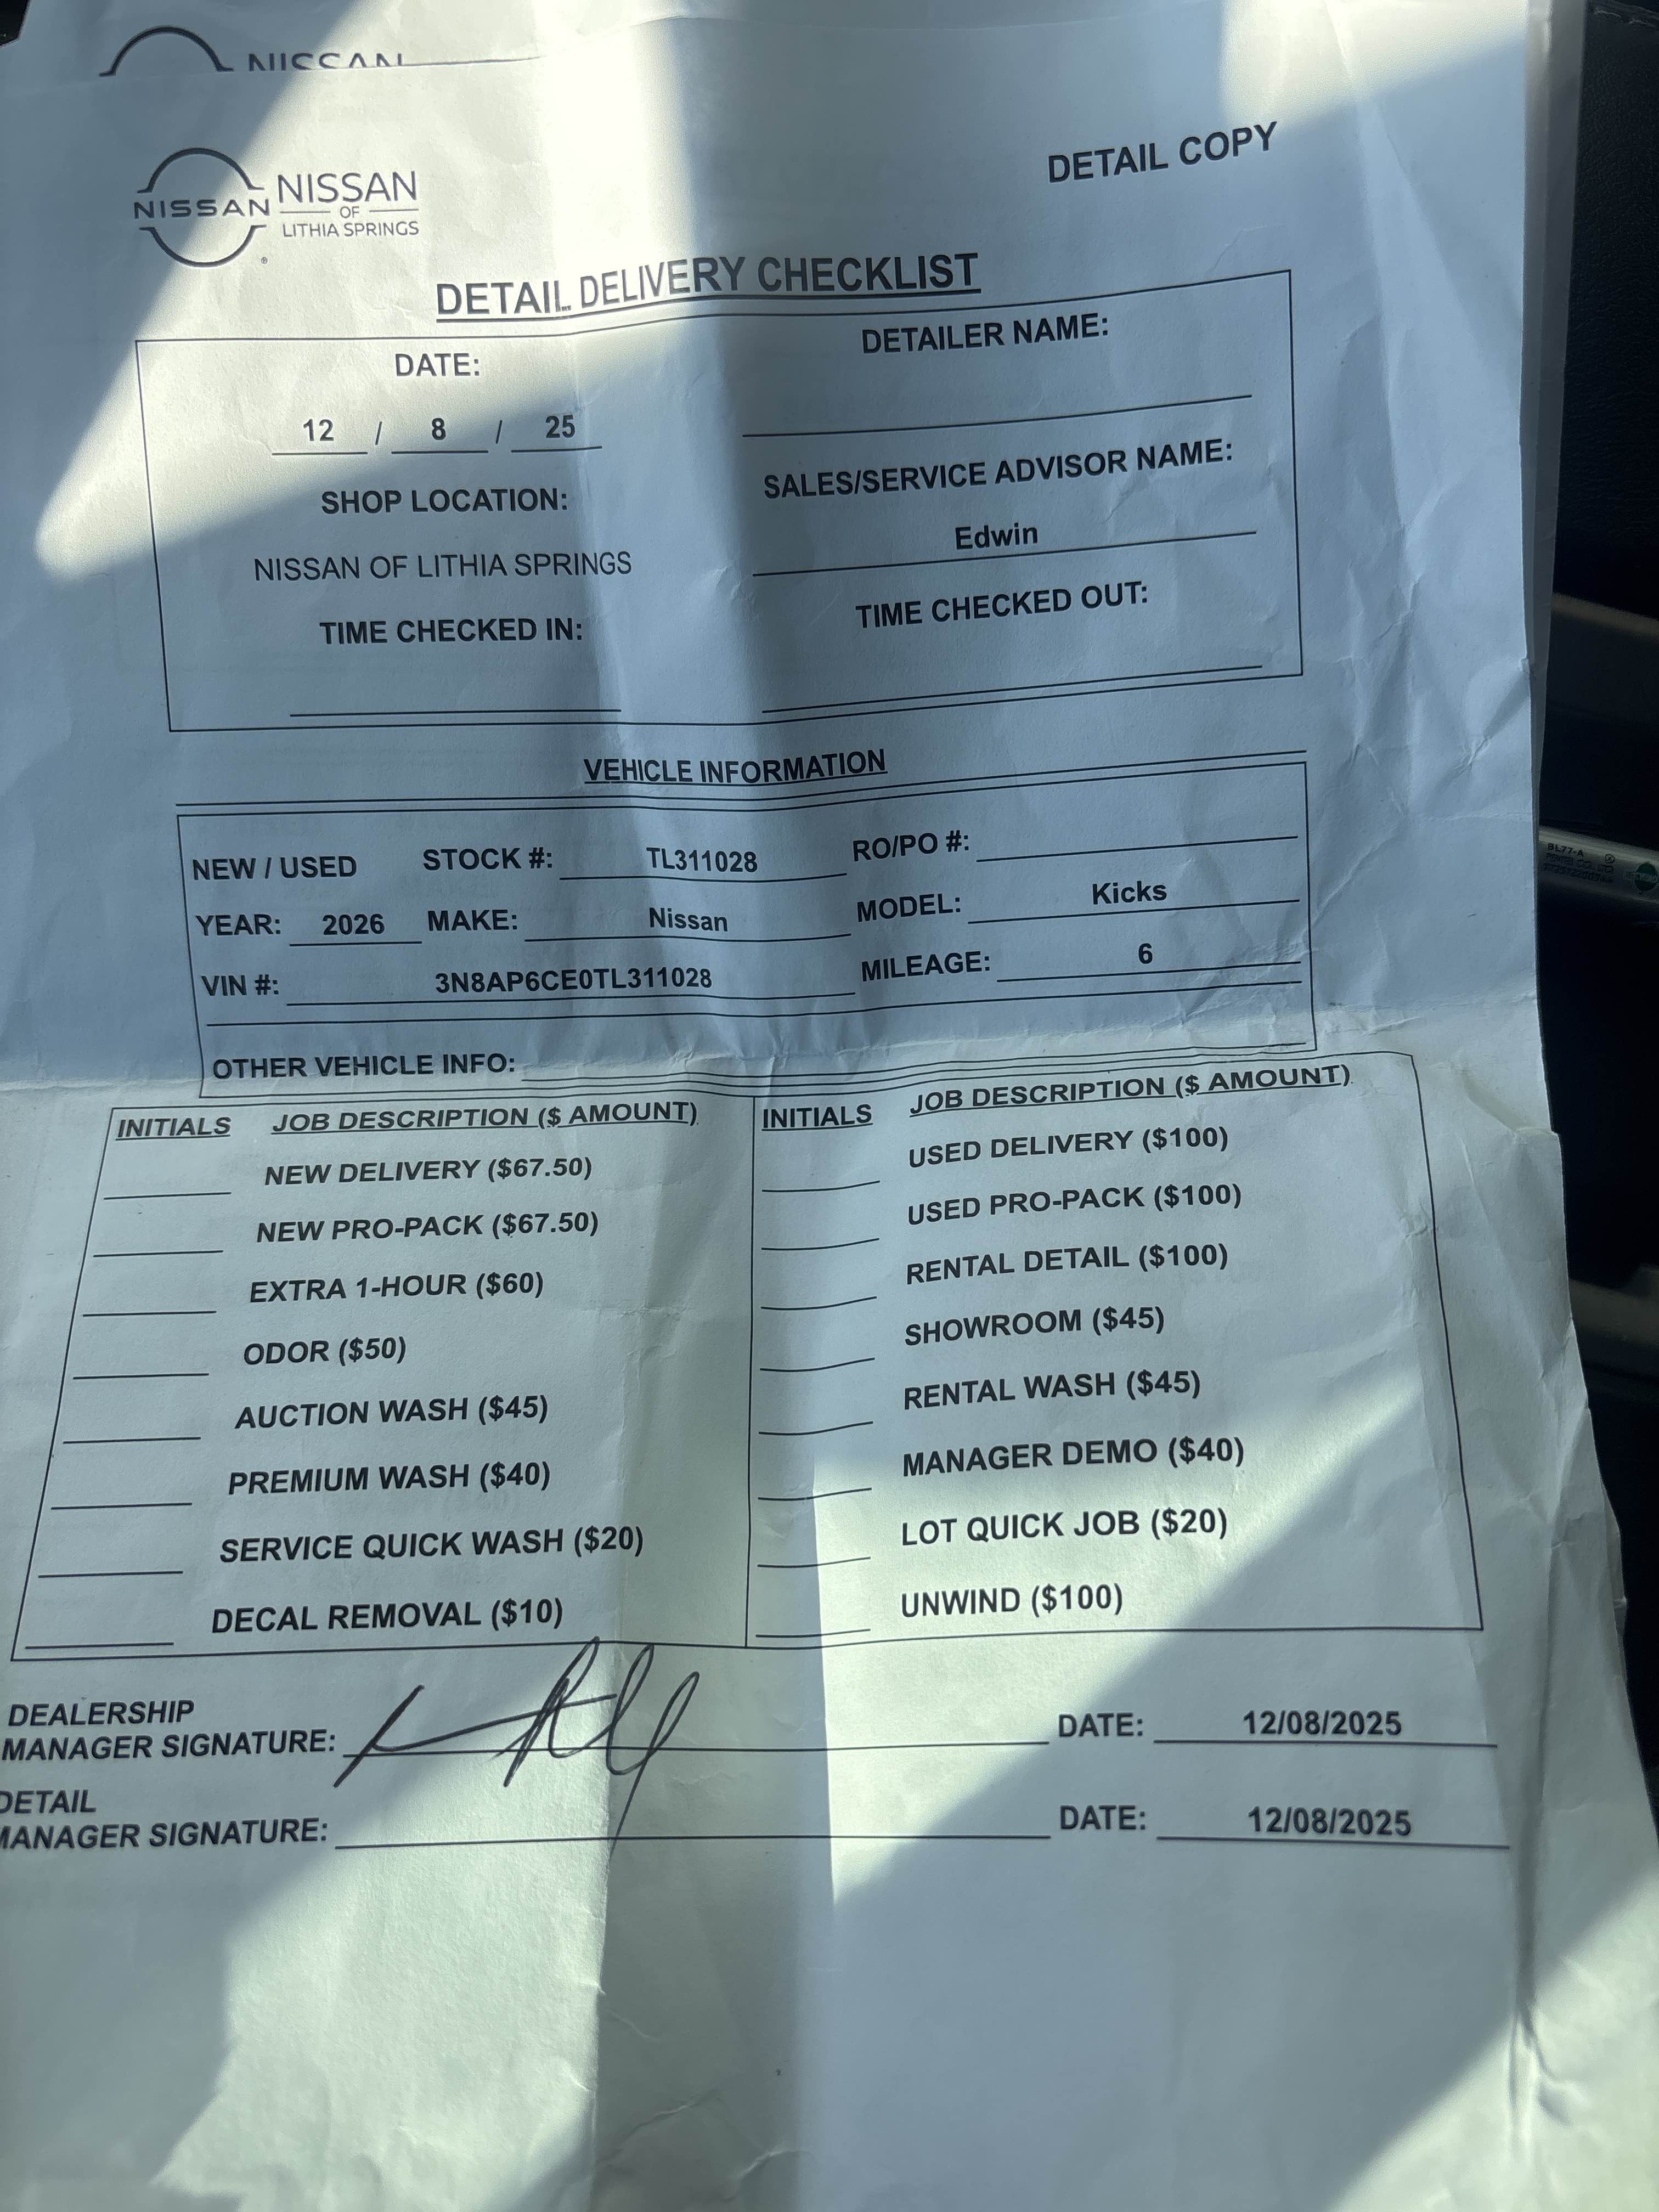 NISSAN
DETAIL COPY
NISSAN NISSAN
OF
LITHIA SPRINGS
®
DETAIL DELIVERY CHECKLIST
DATE:
12 / 8 / 25
SHOP LOCATION:
NISSAN OF LITHIA SPRINGS
TIME CHECKED IN:
DETAILER NAME:
SALES/SERVICE ADVISOR NAME:
Edwin
TIME CHECKED OUT:
VEHICLE INFORMATION
NEW / USED STOCK #: TL311028 RO/PO #:
YEAR: 2026 MAKE: Nissan MODEL: Kicks
VIN #: 3N8AP6CE0TL311028 MILEAGE: 6
OTHER VEHICLE INFO:
INITIALS JOB DESCRIPTION ($ AMOUNT)
NEW DELIVERY ($67.50)
NEW PRO-PACK ($67.50)
EXTRA 1-HOUR ($60)
ODOR ($50)
AUCTION WASH ($45)
PREMIUM WASH ($40)
SERVICE QUICK WASH ($20)
DECAL REMOVAL ($10)
INITIALS JOB DESCRIPTION ($ AMOUNT)
USED DELIVERY ($100)
USED PRO-PACK ($100)
RENTAL DETAIL ($100)
SHOWROOM ($45)
RENTAL WASH ($45)
MANAGER DEMO ($40)
LOT QUICK JOB ($20)
UNWIND ($100)
DEALERSHIP
MANAGER SIGNATURE: DATE: 12/08/2025
DETAIL
MANAGER SIGNATURE: DATE: 12/08/2025
BL77-A